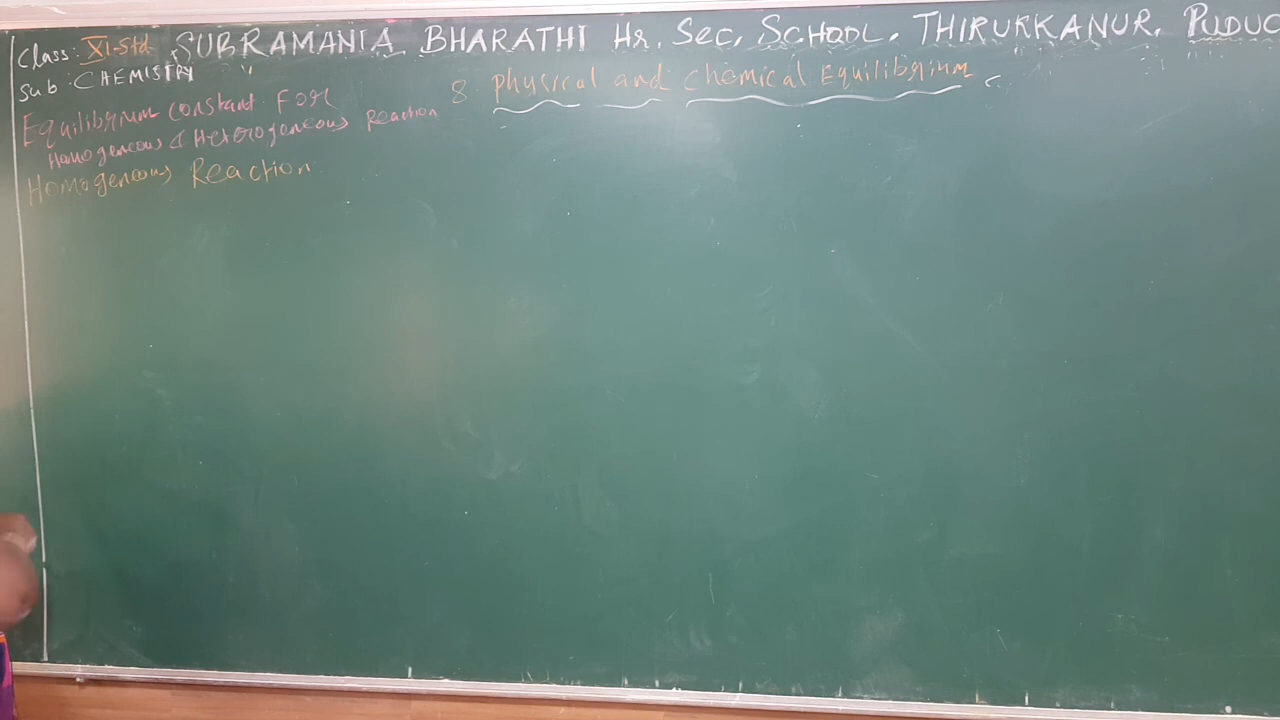 Class: XI-Std SUBRAMANIA BHARATHI Hr. Sec. SCHOOL. THIRUKKANUR. PUDUC
Sub: CHEMISTRY
8. Physical and Chemical Equilibrium
Equilibrium constant For
Homogeneous & Heterogeneous Reaction
Homogeneous Reaction